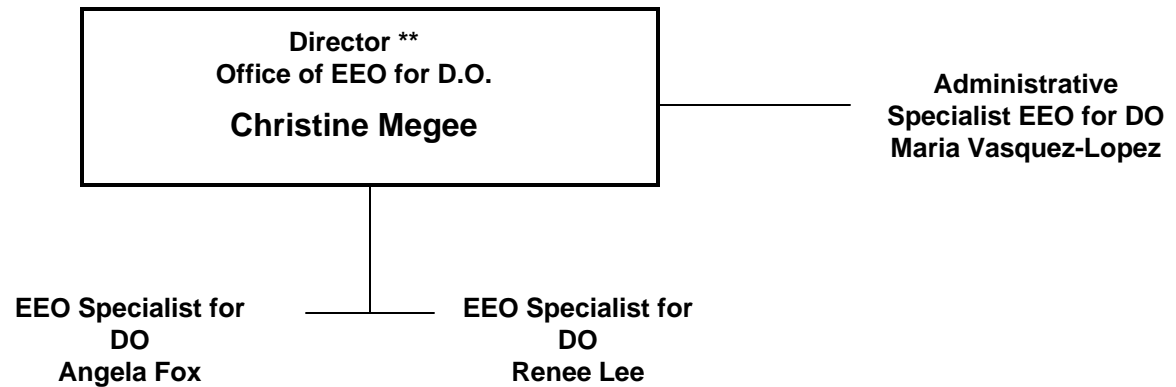 Director **
Office of EEO for D.O.
Christine Megee
Administrative
Specialist EEO for DO
Maria Vasquez-Lopez
EEO Specialist for
DO
Angela Fox
EEO Specialist for
DO
Renee Lee